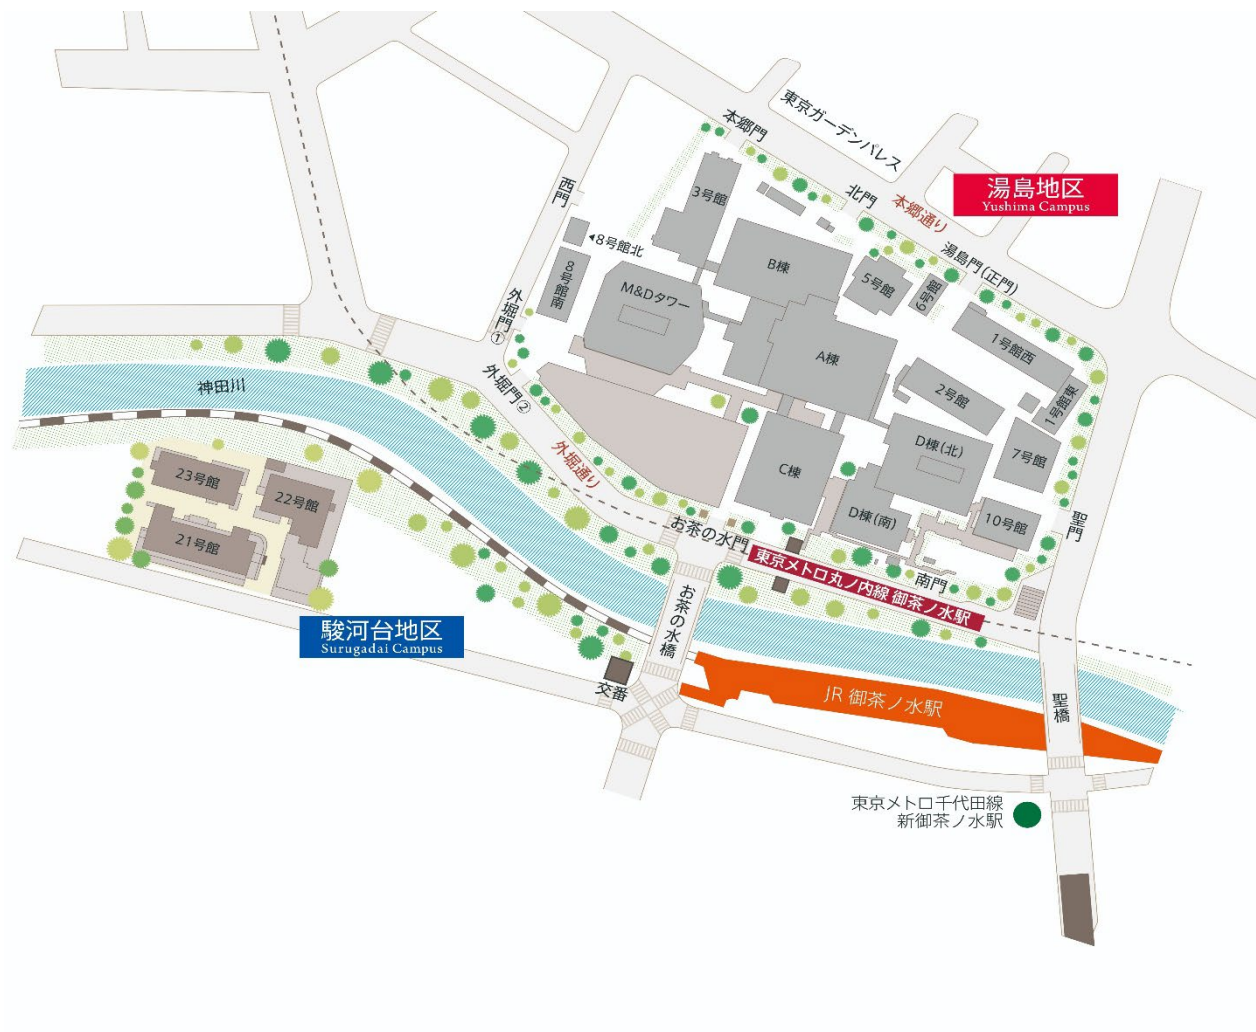 本郷門
東京ガーデンパレス
西門
3号館
北門
本郷通り
湯島地区
Yushima Campus
◀8号館北
8号館南
B棟
5号館
6号館
湯島門(正門)
M&Dタワー
外堀門①
A棟
1号館西
1号館東
神田川
外堀門②
2号館
外堀通り
C棟
D棟(北)
7号館
23号館
22号館
21号館
お茶の水門
D棟(南)
10号館
聖門
東京メトロ丸ノ内線 御茶ノ水駅
南門
駿河台地区
Surugadai Campus
お茶の水橋
交番
JR 御茶ノ水駅
聖橋
東京メトロ千代田線
新御茶ノ水駅